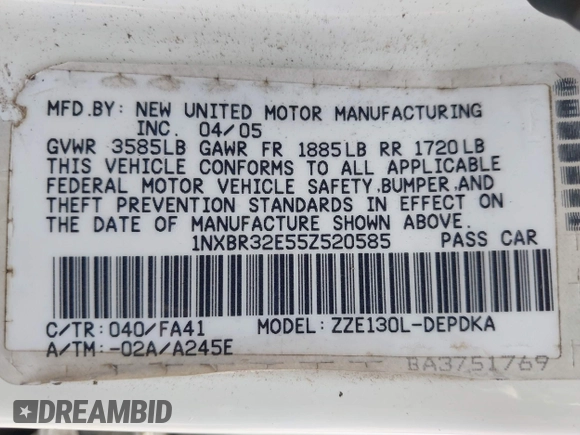 MFD.BY: NEW UNITED MOTOR MANUFACTURING
INC. 04/05
GVWR 3585LB GAWR FR 1885LB RR 1720LB
THIS VEHICLE CONFORMS TO ALL APPLICABLE
FEDERAL MOTOR VEHICLE SAFETY,BUMPER,AND
THEFT PREVENTION STANDARDS IN EFFECT ON
THE DATE OF MANUFACTURE SHOWN ABOVE.
1NXBR32E55Z520585 PASS CAR
C/TR: 040/FA41 MODEL: ZZE130L-DEPDKA
A/TM: -02A/A245E
BA3751769
DREAMBID